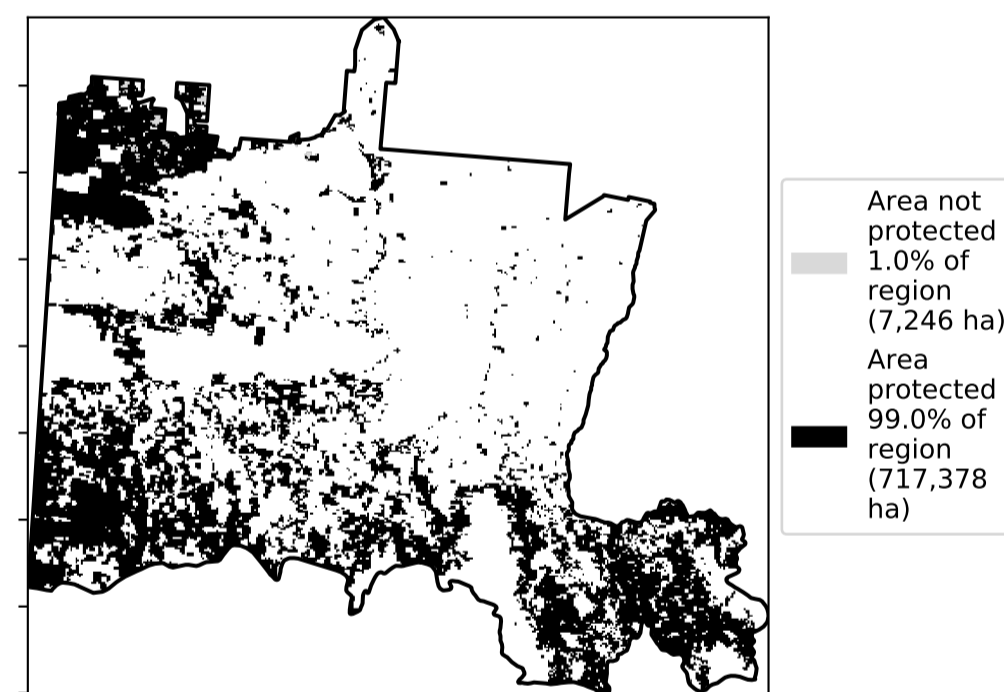 Area not
protected
1.0% of
region
(7,246 ha)
Area
protected
99.0% of
region
(717,378
ha)